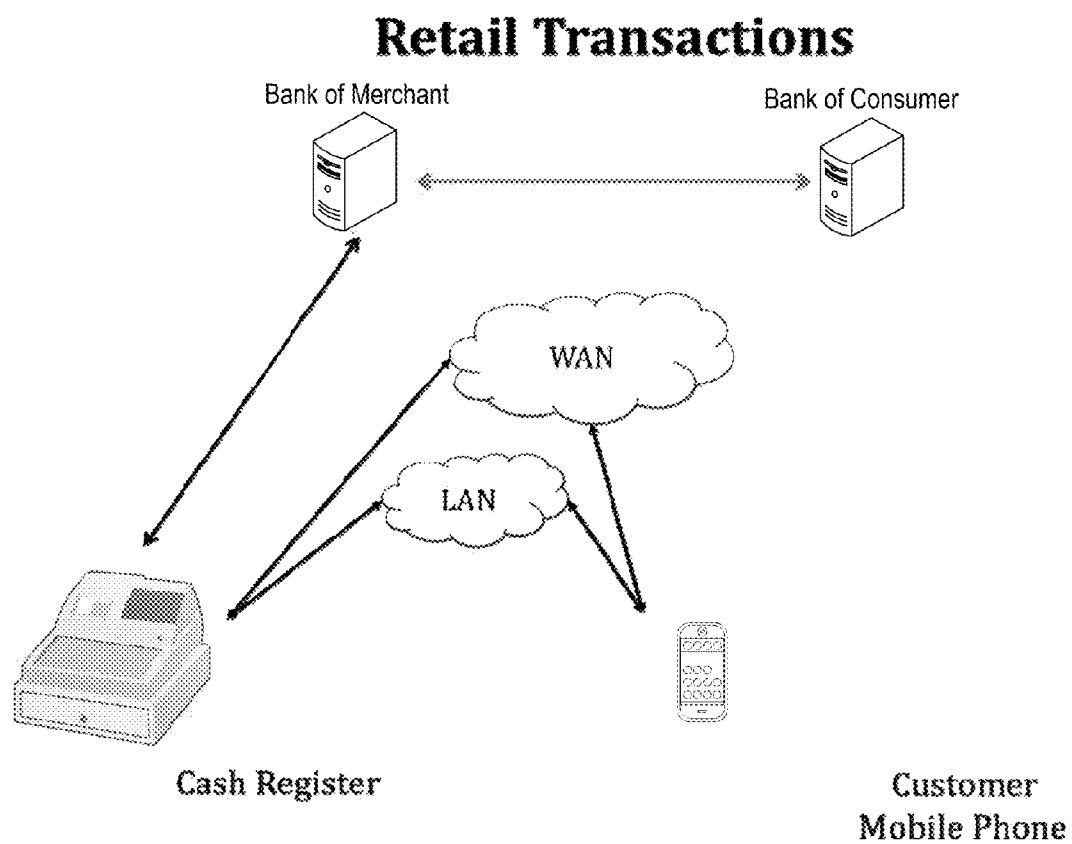 Retail Transactions
Bank of Merchant
Bank of Consumer
WAN
LAN
Cash Register
Customer
Mobile Phone